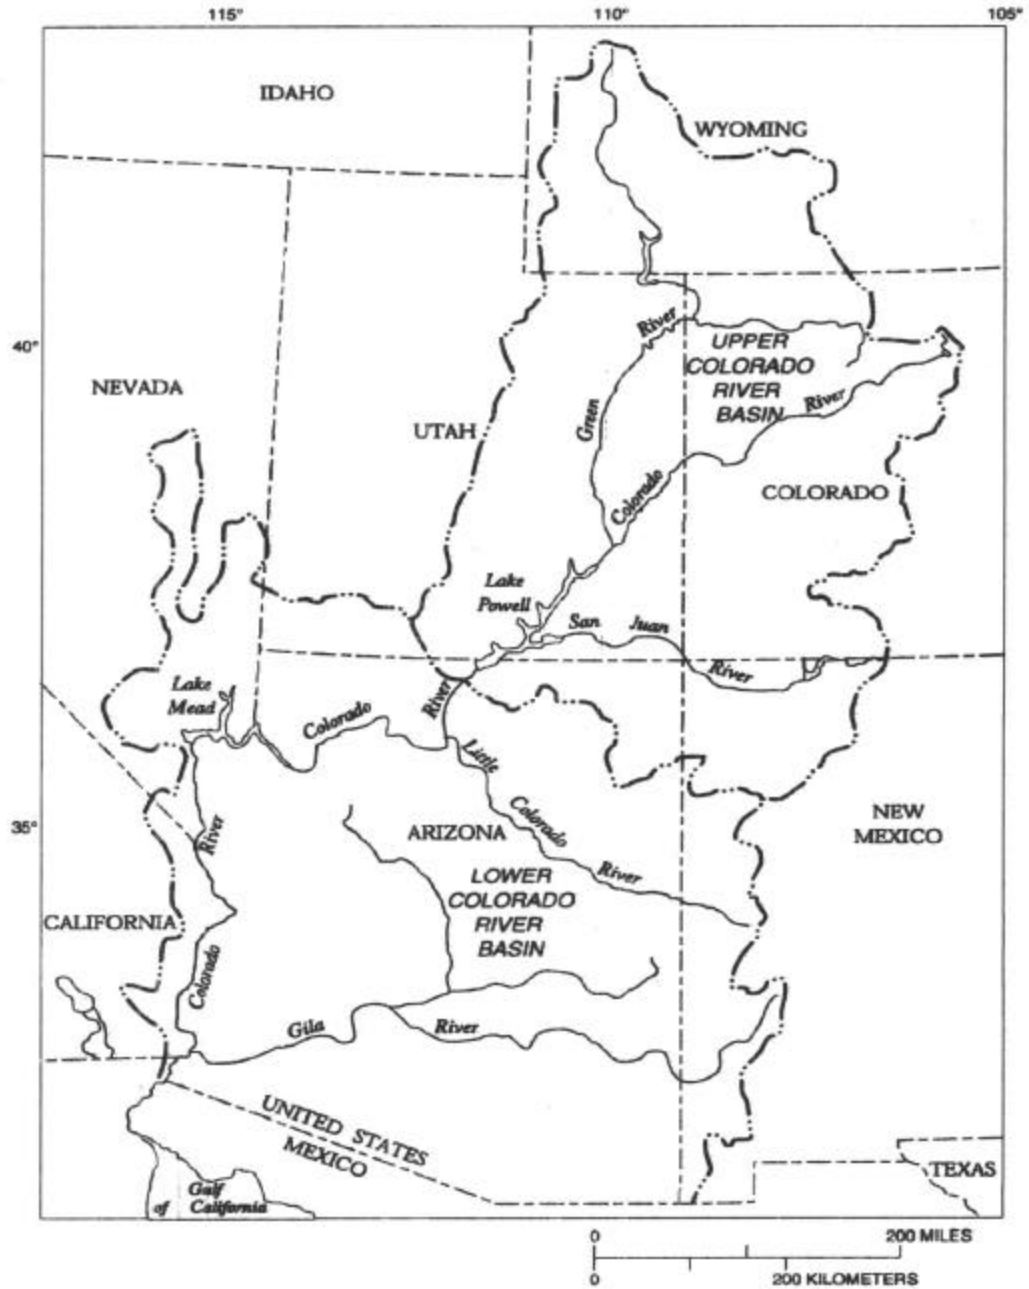 115°
110°
105°
IDAHO
WYOMING
40°
River
UPPER
COLORADO
RIVER
BASIN
River
NEVADA
UTAH
Green
Colorado
COLORADO
Lake
Powell
San Juan
River
Lake
Mead
Colorado
River
Little
Colorado
River
35°
River
ARIZONA
NEW
MEXICO
LOWER
COLORADO
RIVER
BASIN
CALIFORNIA
Colorado
Gila
River
UNITED STATES
MEXICO
TEXAS
Gulf
of California
0 200 MILES
0 200 KILOMETERS